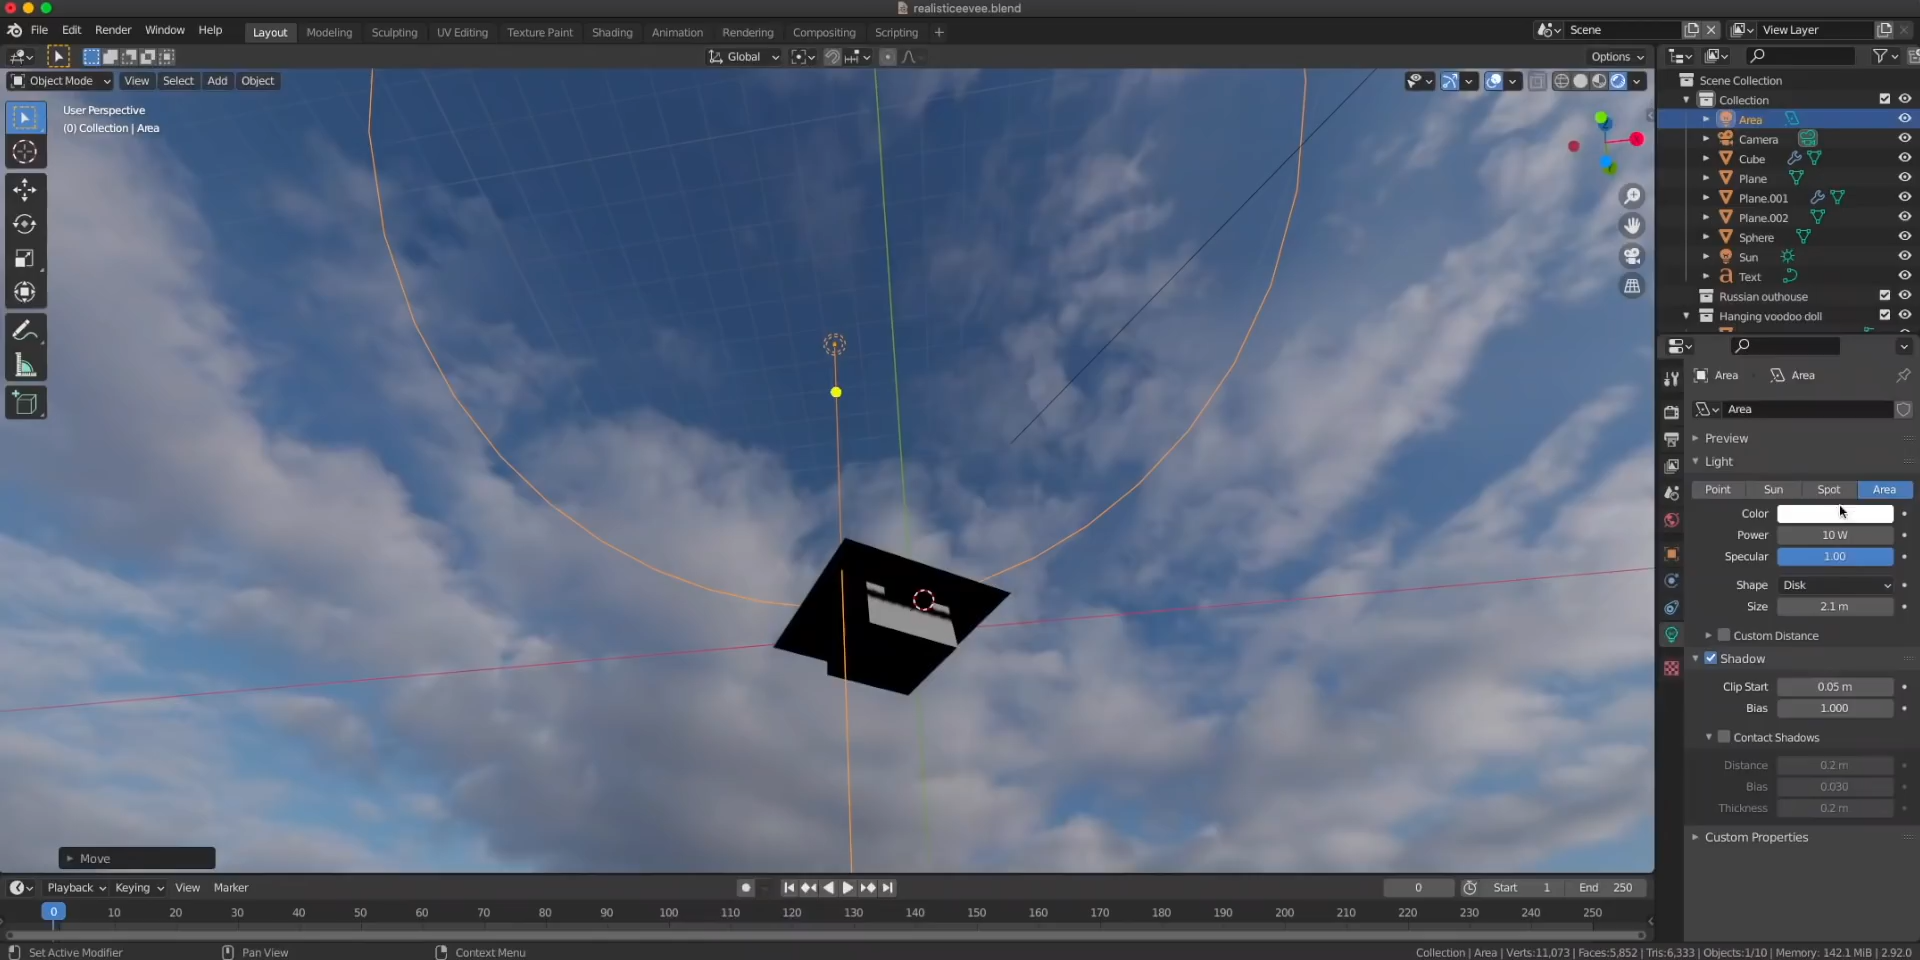 realisticeevee.blend
File Edit Render Window Help
Layout Modeling Sculpting UV Editing Texture Paint Shading Animation Rendering Compositing Scripting +
Scene
View Layer
Global
Options
Object Mode View Select Add Object
User Perspective
(0) Collection | Area
Scene Collection
Collection
Area
Camera
Cube
Plane
Plane.001
Plane.002
Sphere
Sun
Text
Russian outhouse
Hanging voodoo doll
Area Area
Area
Preview
Light
Point Sun Spot Area
Color
Power 10 W
Specular 1.00
Shape Disk
Size 2.1 m
Custom Distance
Shadow
Clip Start 0.05 m
Bias 1.000
Contact Shadows
Distance 0.2 m
Bias 0.030
Thickness 0.2 m
Custom Properties
Move
Playback Keying View Marker
0 Start 1 End 250
0 10 20 30 40 50 60 70 80 90 100 110 120 130 140 150 160 170 180 190 200 210 220 230 240 250
Set Active Modifier Pan View Context Menu
Collection | Area | Verts:11,073 | Faces:5,852 | Tris:6,333 | Objects:1/10 | Memory: 142.1 MiB | 2.92.0